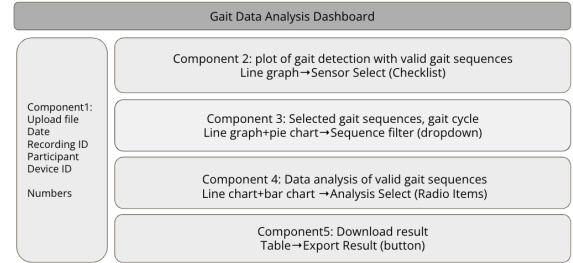 Gait Data Analysis Dashboard
Component1:
Upload file
Date
Recording ID
Participant
Device ID
Numbers
Component 2: plot of gait detection with valid gait sequences
Line graph→Sensor Select (Checklist)
Component 3: Selected gait sequences, gait cycle
Line graph+pie chart→Sequence filter (dropdown)
Component 4: Data analysis of valid gait sequences
Line chart+bar chart →Analysis Select (Radio Items)
Component5: Download result
Table→Export Result (button)